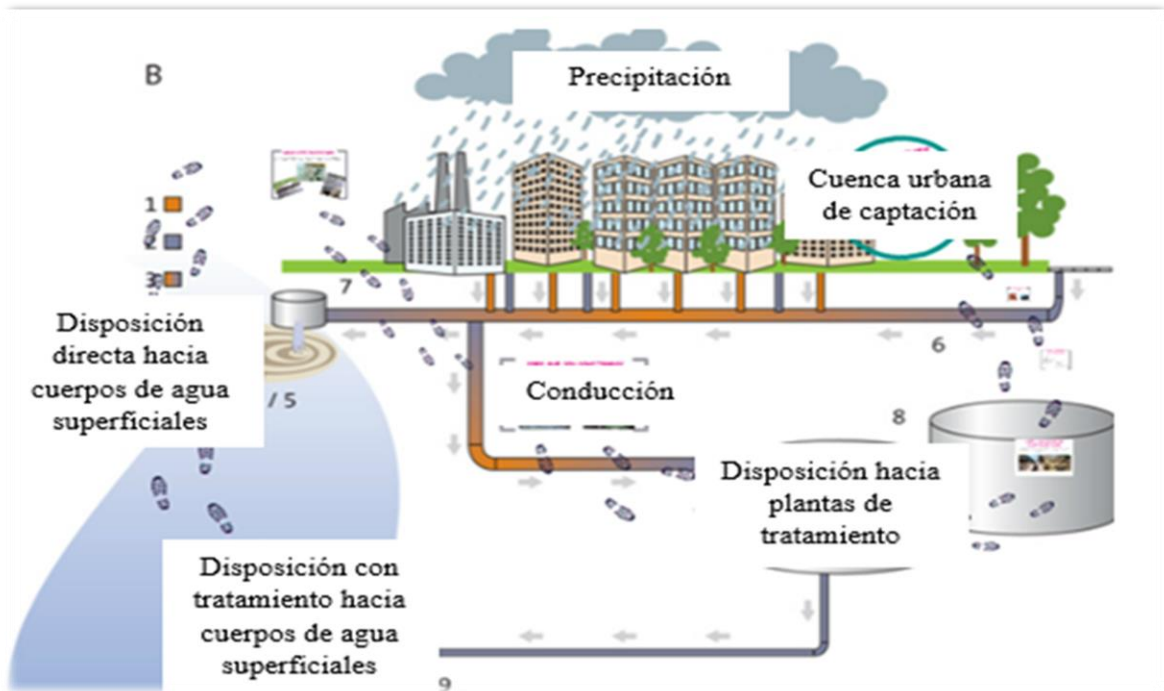 B
Precipitación
Cuenca urbana
de captación
1
2
3
7
Disposición
directa hacia
cuerpos de agua
superficiales
/ 5
6
Conducción
8
Disposición hacia
plantas de
tratamiento
Disposición con
tratamiento hacia
cuerpos de agua
superficiales
9